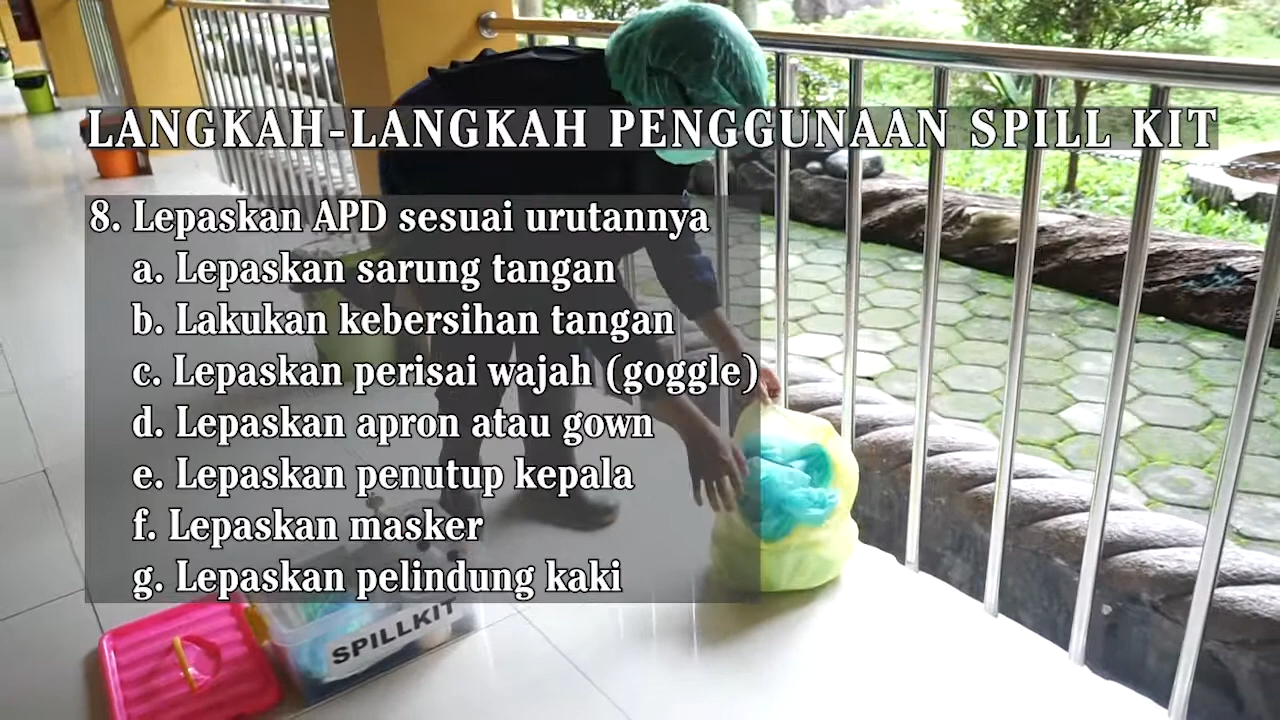 LANGKAH-LANGKAH PENGGUNAAN SPILL KIT
8. Lepaskan APD sesuai urutannya
a. Lepaskan sarung tangan
b. Lakukan kebersihan tangan
c. Lepaskan perisai wajah (goggle)
d. Lepaskan apron atau gown
e. Lepaskan penutup kepala
f. Lepaskan masker
g. Lepaskan pelindung kaki
SPILLKIT